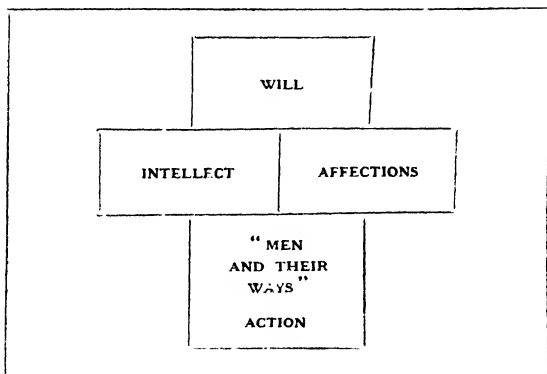 WILL
INTELLECT AFFECTIONS
"MEN
AND THEIR
WAYS"
ACTION